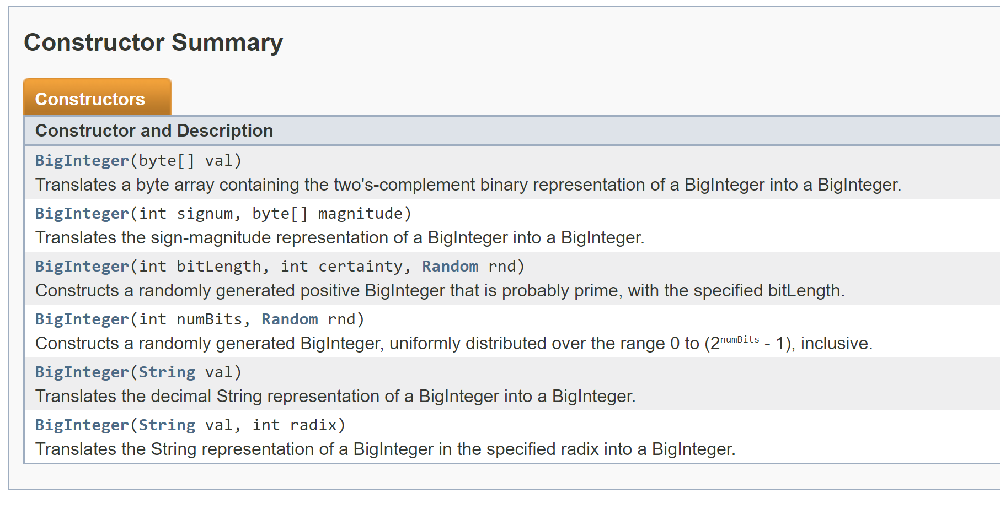 Constructor Summary
Constructors
Constructor and Description
BigInteger(byte[] val)
Translates a byte array containing the two's-complement binary representation of a BigInteger into a BigInteger.
BigInteger(int signum, byte[] magnitude)
Translates the sign-magnitude representation of a BigInteger into a BigInteger.
BigInteger(int bitLength, int certainty, Random rnd)
Constructs a randomly generated positive BigInteger that is probably prime, with the specified bitLength.
BigInteger(int numBits, Random rnd)
Constructs a randomly generated BigInteger, uniformly distributed over the range 0 to (2numBits - 1), inclusive.
BigInteger(String val)
Translates the decimal String representation of a BigInteger into a BigInteger.
BigInteger(String val, int radix)
Translates the String representation of a BigInteger in the specified radix into a BigInteger.